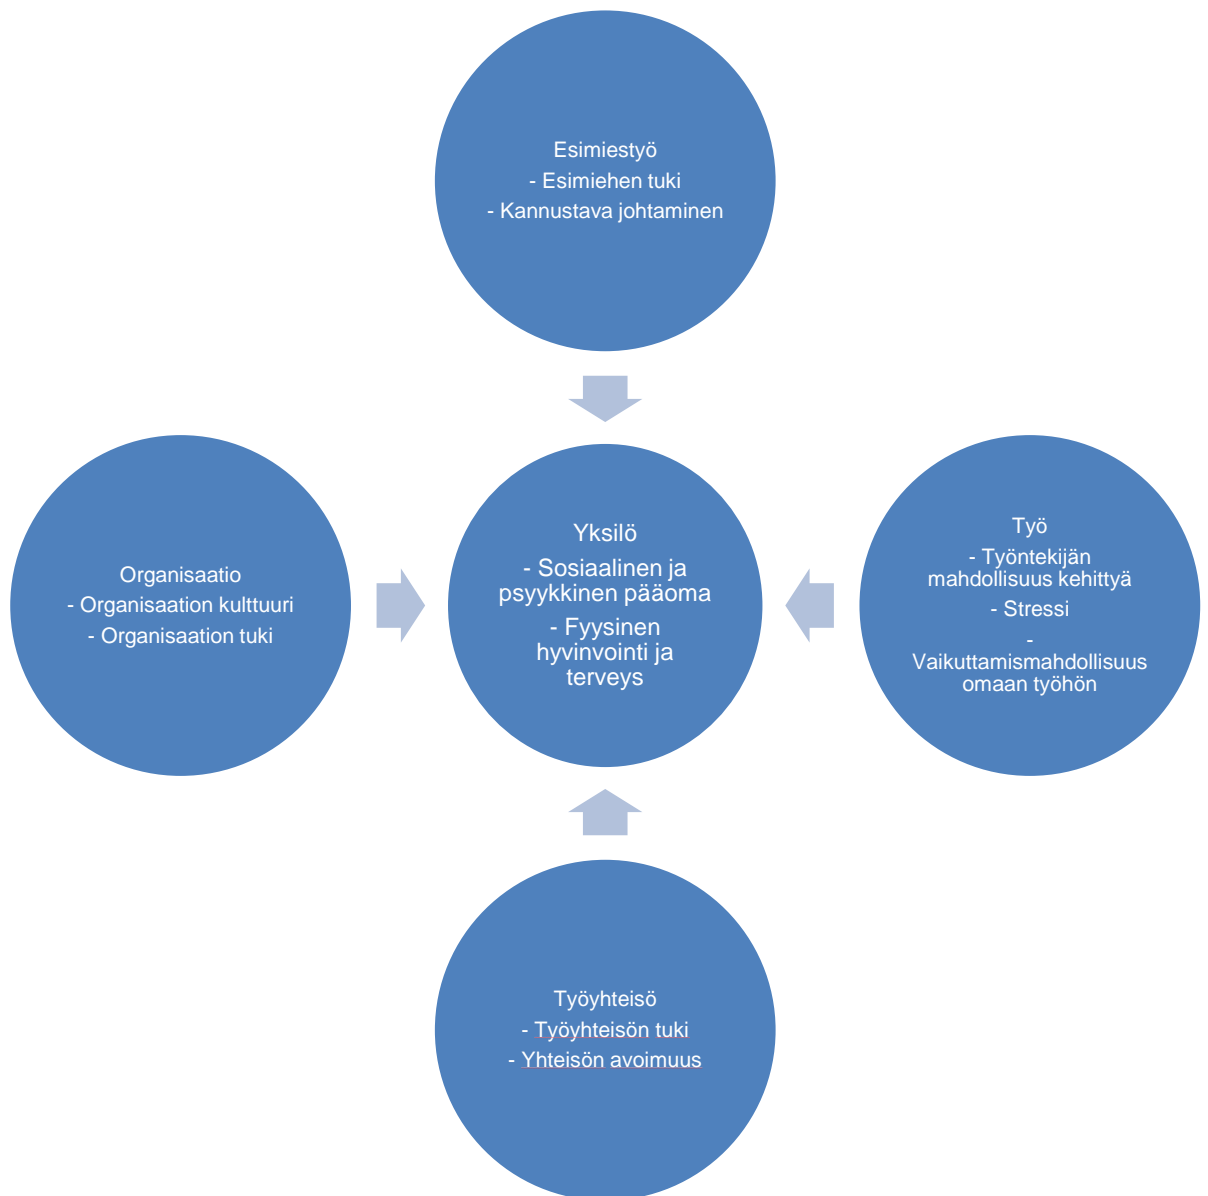 Esimiestyö
- Esimiehen tuki
- Kannustava johtaminen
Organisaatio
- Organisaation kulttuuri
- Organisaation tuki
Yksilö
- Sosiaalinen ja
psyykkinen pääoma
- Fyysinen
hyvinvointi ja
terveys
Työ
- Työntekijän
mahdollisuus kehittyä
- Stressi
-
Vaikuttamismahdollisuus
omaan työhön
Työyhteisö
- Työyhteisön tuki
- Yhteisön avoimuus